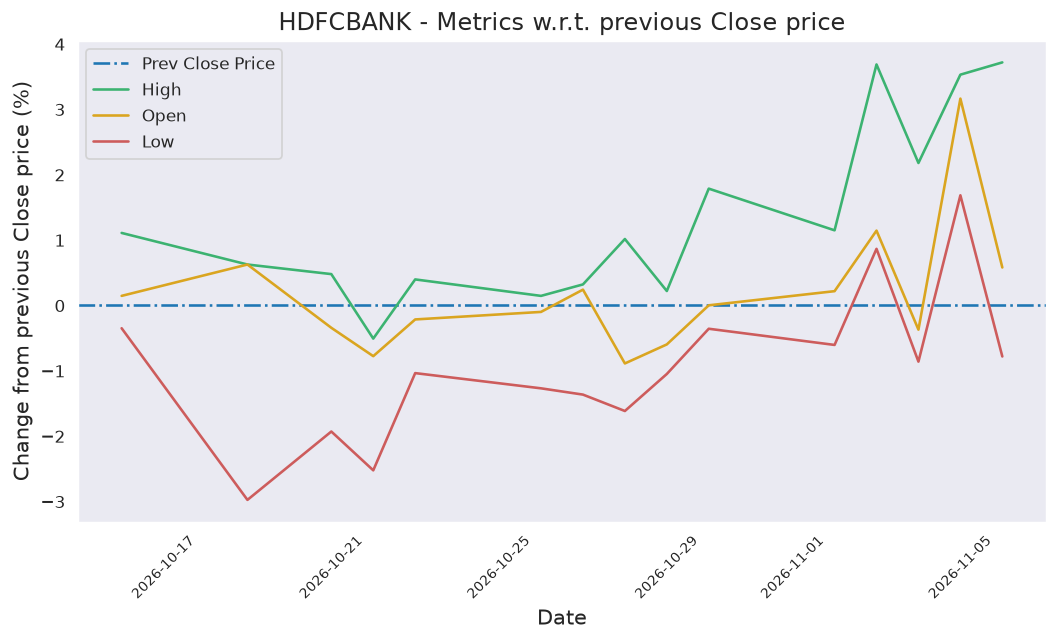 HDFCBANK - Metrics w.r.t. previous Close price
Change from previous Close price (%)
4
3
2
1
0
−1
−2
−3
Prev Close Price
High
Open
Low
2026-10-17
2026-10-21
2026-10-25
2026-10-29
2026-11-01
2026-11-05
Date